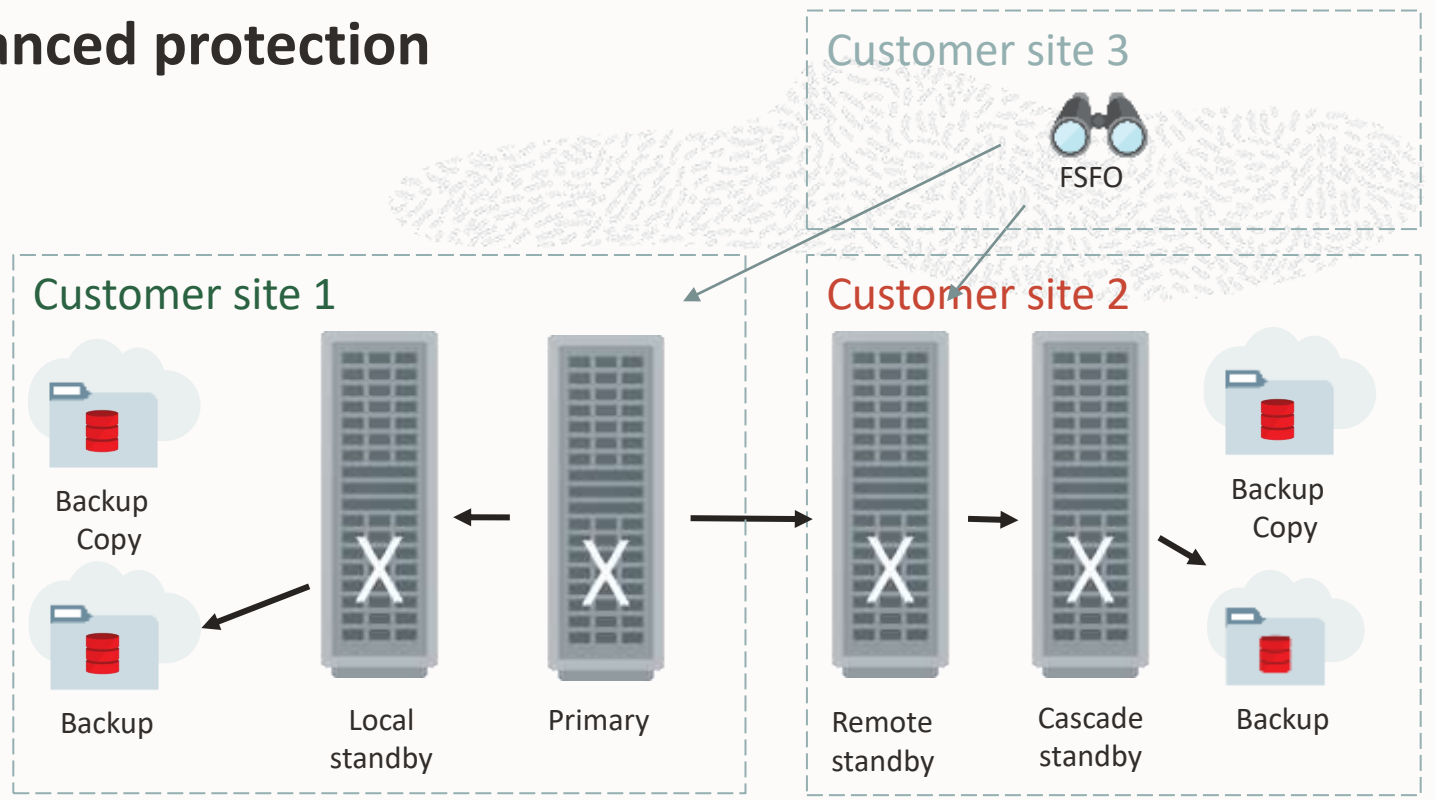 protection
Customer site 3
FSFO
Customer site 1
Customer site 2
X
X
X
X
Backup
Copy
Backup
Copy
Backup
Local
standby
Primary
Remote
standby
Cascade
standby
Backup